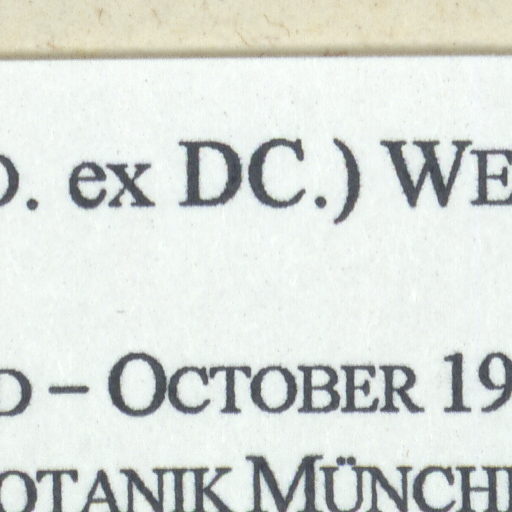 D. ex DC.) WE
D – OCTOBER 19
OTANIK MÜNCH